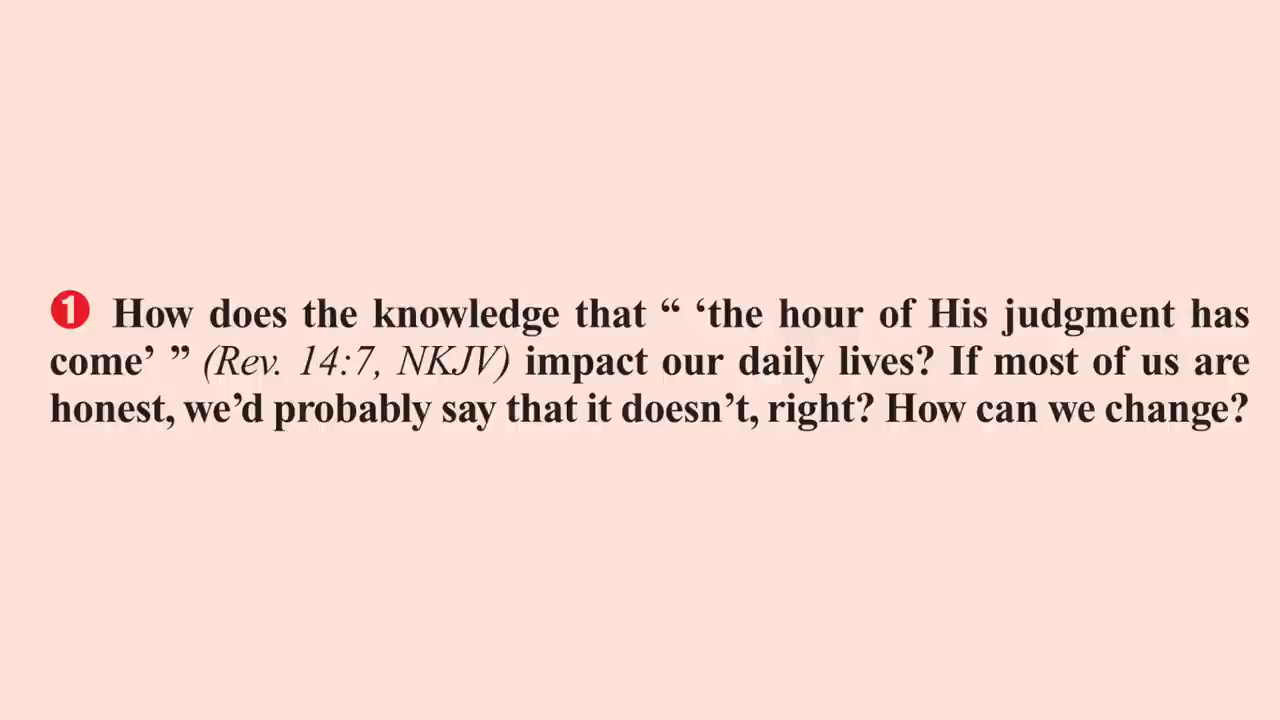 1 How does the knowledge that “ ‘the hour of His judgment has
come’ ” (Rev. 14:7, NKJV) impact our daily lives? If most of us are
honest, we’d probably say that it doesn’t, right? How can we change?